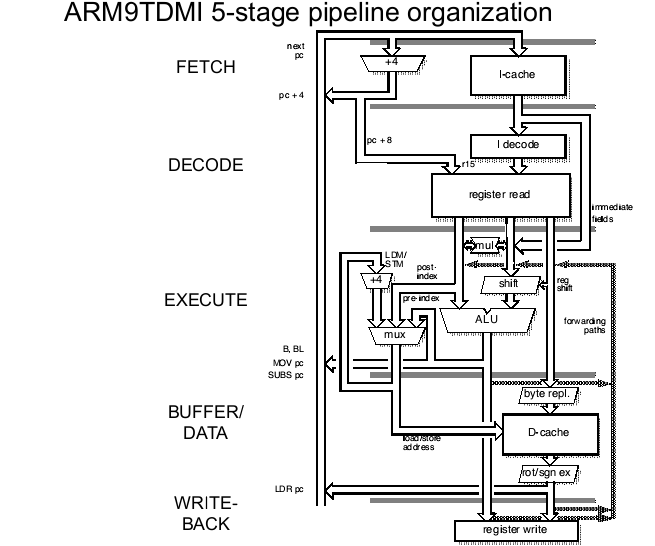 ARM9TDMI 5-stage pipeline organization
next
pc
FETCH
+4
I-cache
pc + 4
pc + 8
I decode
DECODE
r15
register read
immediate
fields
mul
LDM/
STM
post-
index
+4
shift
reg
shift
pre-index
EXECUTE
ALU
forwarding
paths
mux
B, BL
MOV pc
SUBS pc
byte repl.
BUFFER/
DATA
D-cache
load/store
address
rot/sgn ex
LDR pc
WRITE-
BACK
register write